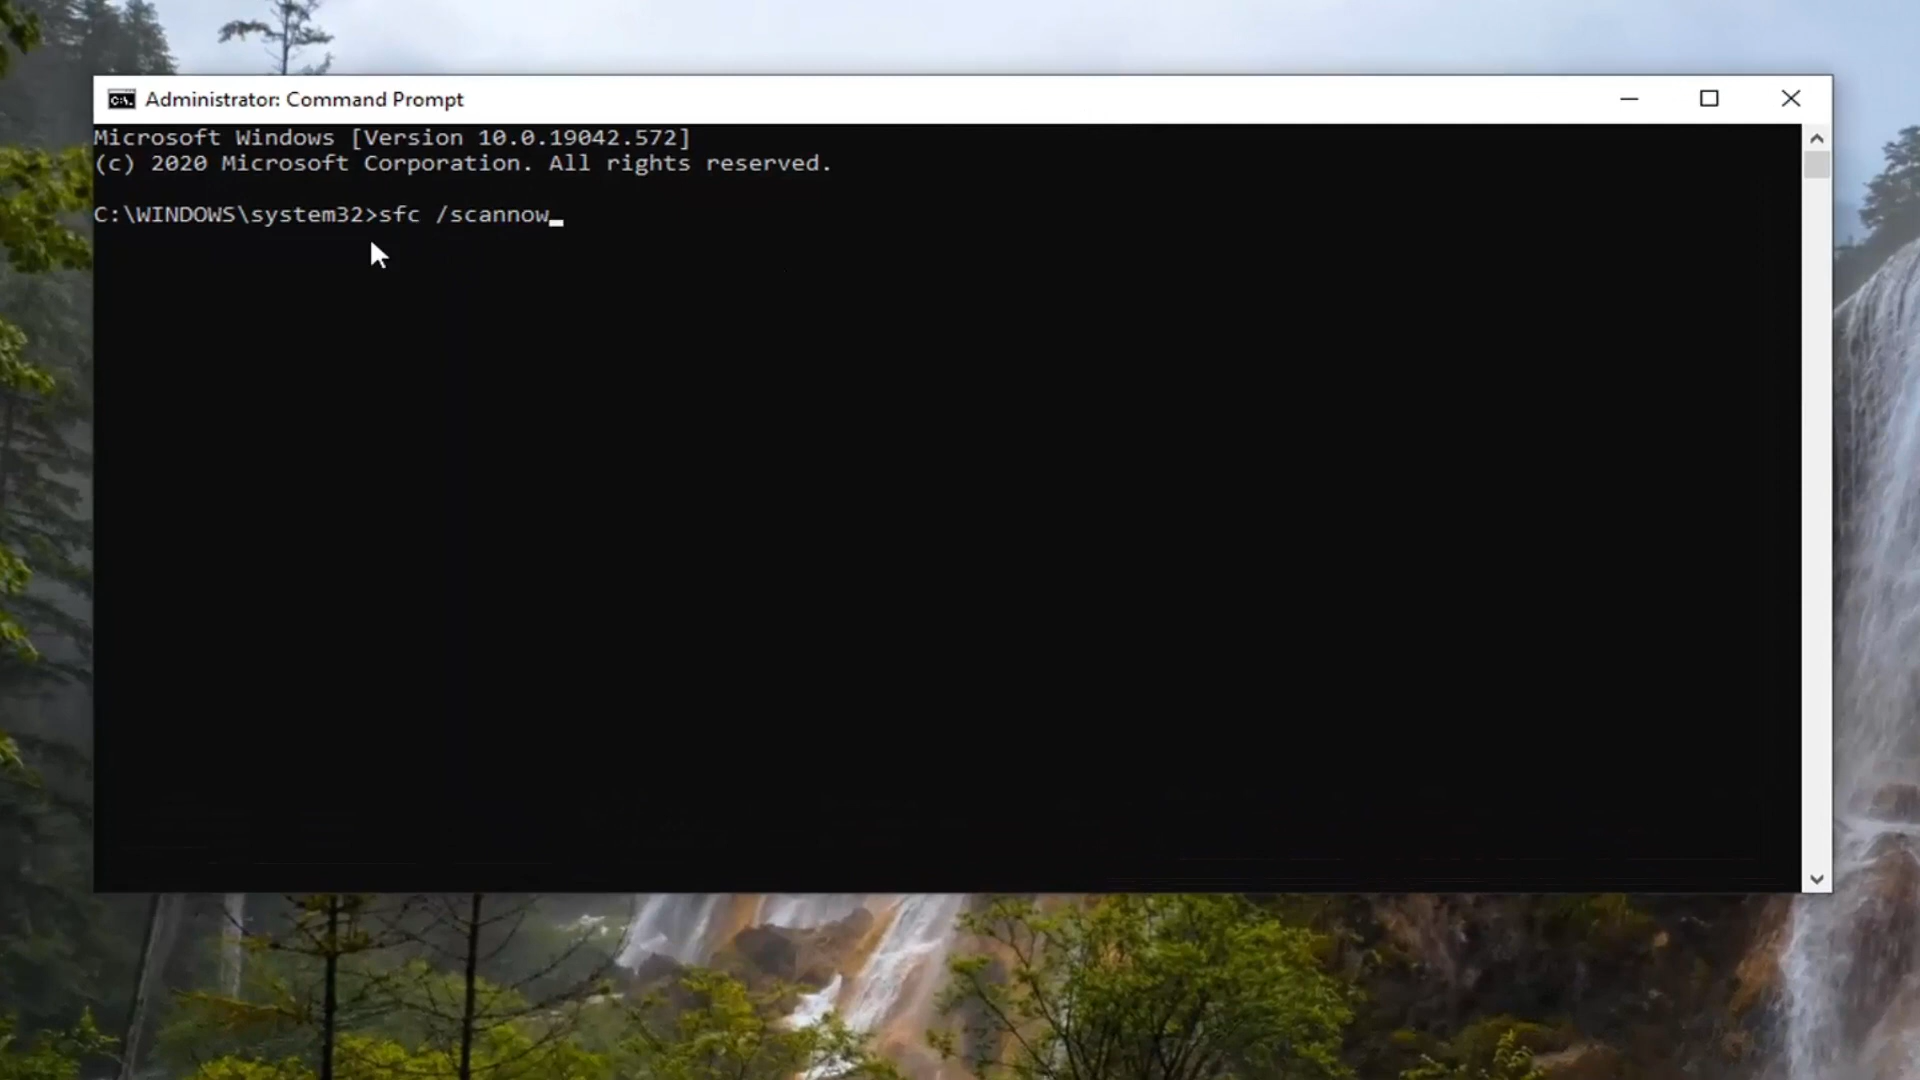 Administrator: Command Prompt
Microsoft Windows [Version 10.0.19042.572]
(c) 2020 Microsoft Corporation. All rights reserved.
C:\WINDOWS\system32>sfc /scannow